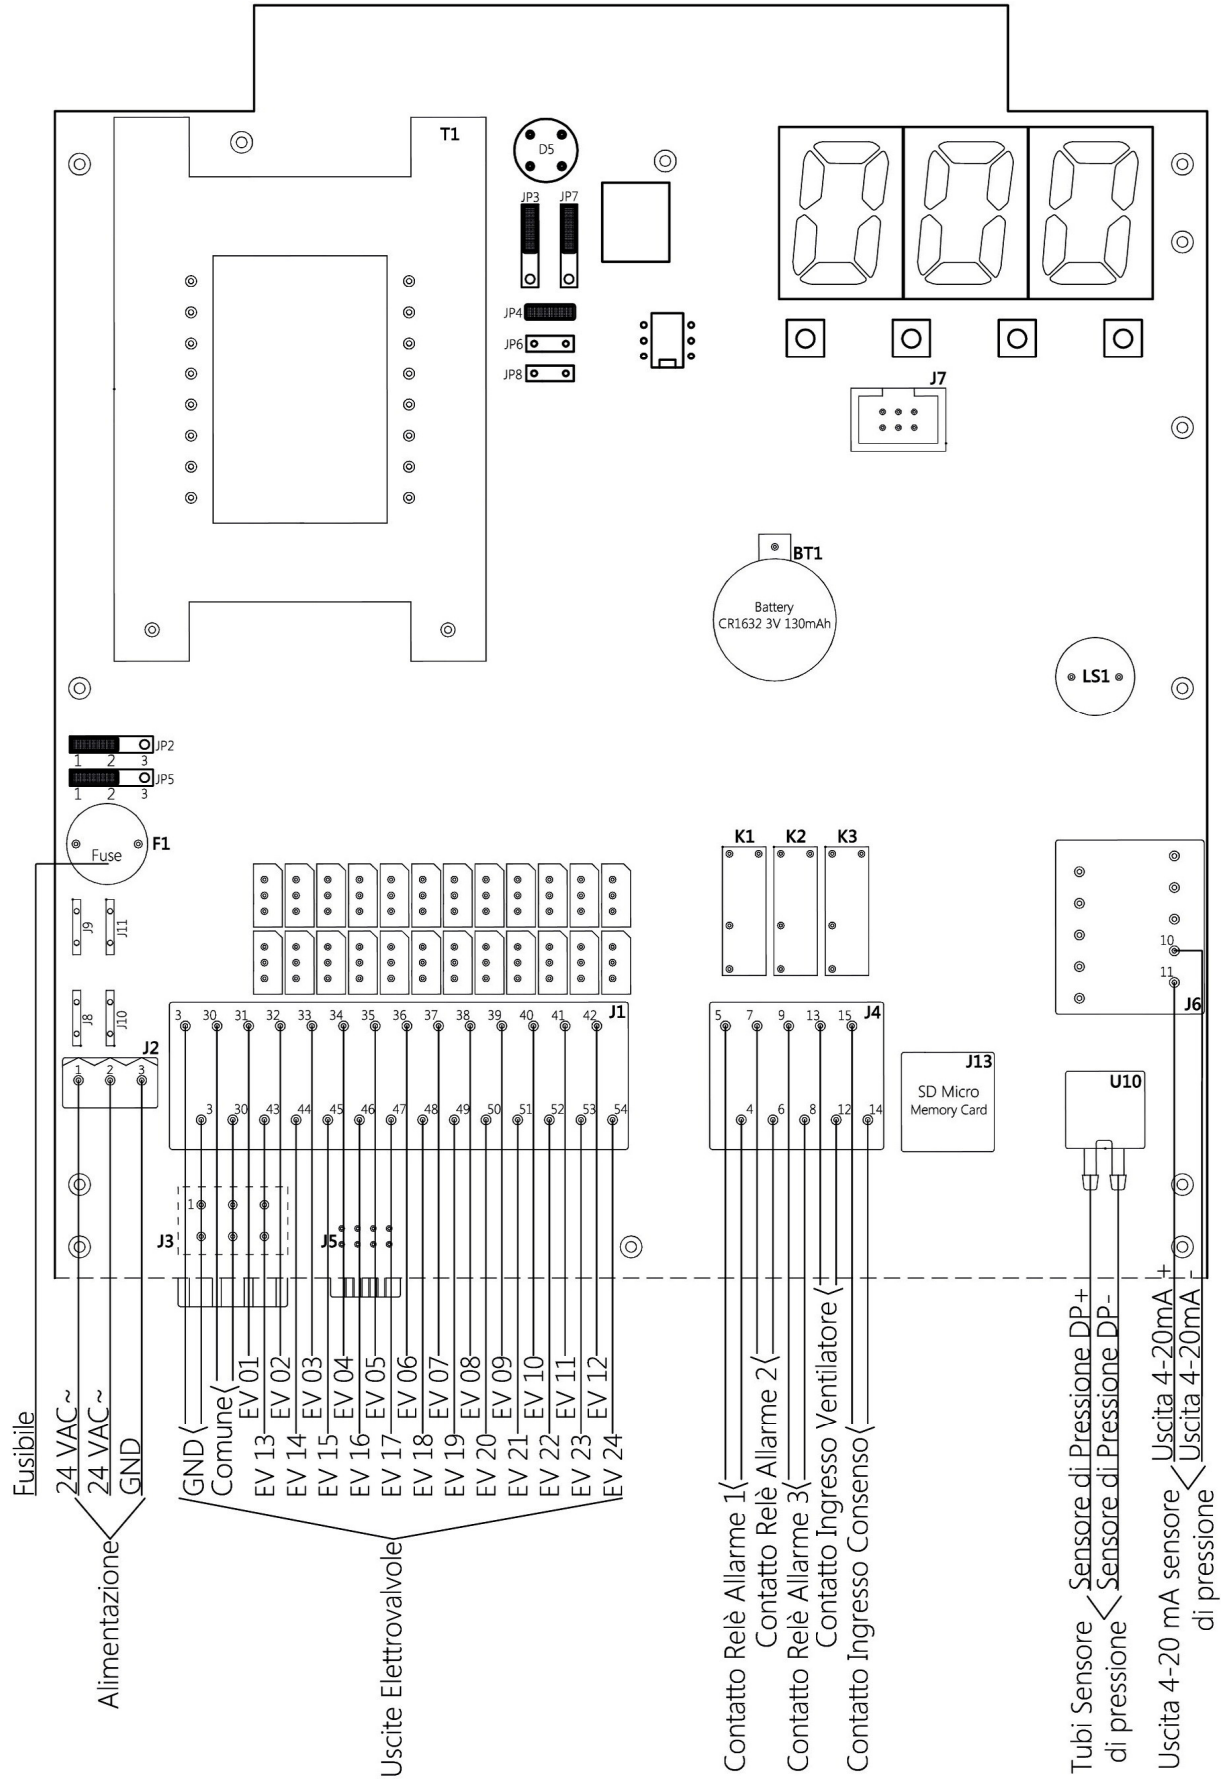 T1
D5
JP3
JP7
JP4
JP6
JP8
J7
BT1
Battery
CR1632 3V 130mAh
LS1
JP2
1 2 3
JP5
1 2 3
F1
Fuse
K1 K2 K3
J9
J11
J8
J10
J2
1 2 3
J1
3 30 31 32 33 34 35 36 37 38 39 40 41 42
3 30 43 44 45 46 47 48 49 50 51 52 53 54
J4
5 7 9 13 15
4 6 8 12 14
J13
SD Micro
Memory Card
10
11
J6
U10
1
J3
J5
Fusibile
24 VAC~
24 VAC~
GND
Alimentazione
GND
Comune
EV 01
EV 13
EV 02
EV 14
EV 03
EV 15
EV 04
EV 16
EV 05
EV 17
EV 06
EV 18
EV 07
EV 19
EV 08
EV 20
EV 09
EV 21
EV 10
EV 22
EV 11
EV 23
EV 12
EV 24
Uscite Elettrovalvole
Contatto Relè Allarme 1
Contatto Relè Allarme 2
Contatto Relè Allarme 3
Contatto Ingresso Ventilatore
Contatto Ingresso Consenso
Sensore di Pressione DP+
Sensore di Pressione DP-
Tubi Sensore
di pressione
Uscita 4-20mA +
Uscita 4-20mA -
Uscita 4-20 mA sensore
di pressione